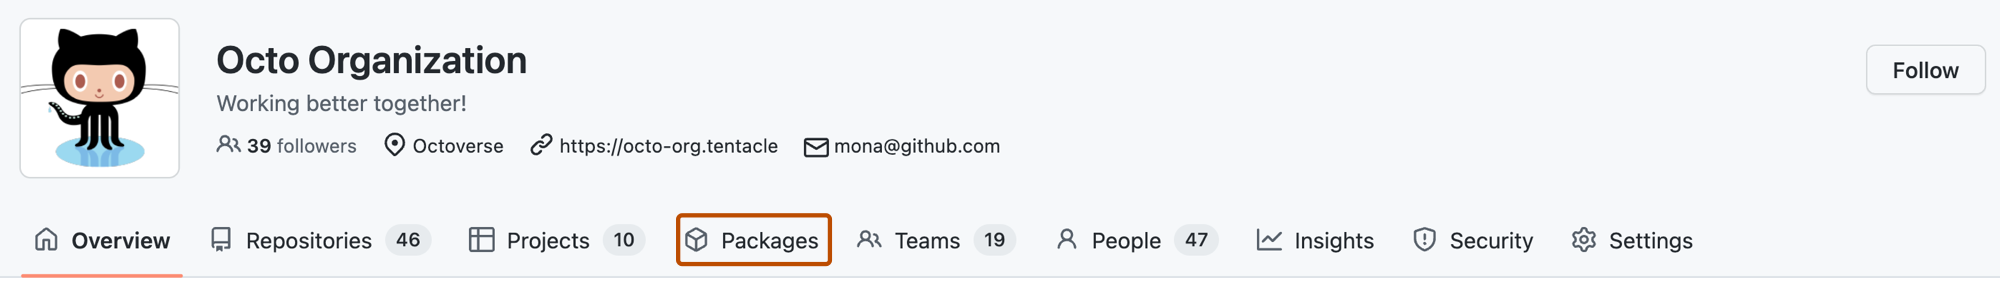 Octo Organization
Follow
Working better together!
39 followers Octoverse https://octo-org.tentacle mona@github.com
Overview Repositories 46 Projects 10 Packages Teams 19 People 47 Insights Security Settings